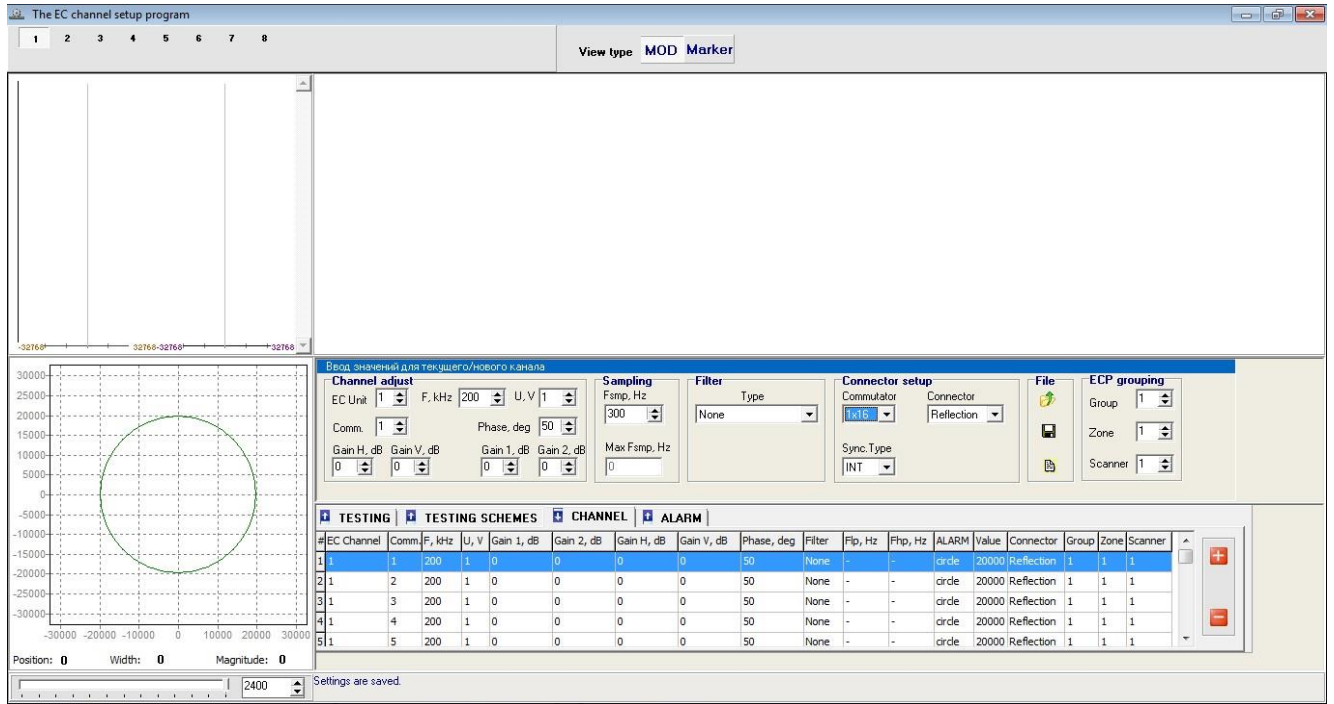 The EC channel setup program
1 2 3 4 5 6 7 8
View type MOD Marker
-32768 32768 -32768 32768
Ввод значений для текущего/нового канала
Channel adjust Sampling Filter Connector setup File ECP grouping
EC Unit 1 F, kHz 200 U, V 1 Fsmp, Hz Type Commutator Connector Group 1
300 None 1x16 Reflection
Comm. 1 Phase, deg 50 Zone 1
Gain H, dB Gain V, dB Gain 1, dB Gain 2, dB Max Fsmp, Hz Sync.Type
0 0 0 0 0 INT Scanner 1
30000
25000
20000
15000
10000
5000
0
-5000
-10000
-15000
-20000
-25000
-30000
-30000 -20000 -10000 0 10000 20000 30000
Position: 0 Width: 0 Magnitude: 0
TESTING TESTING SCHEMES CHANNEL ALARM
# EC Channel Comm. F, kHz U, V Gain 1, dB Gain 2, dB Gain H, dB Gain V, dB Phase, deg Filter Flp, Hz Fhp, Hz ALARM Value Connector Group Zone Scanner
1 1 1 200 1 0 0 0 0 50 None - - circle 20000 Reflection 1 1 1
2 1 2 200 1 0 0 0 0 50 None - - circle 20000 Reflection 1 1 1
3 1 3 200 1 0 0 0 0 50 None - - circle 20000 Reflection 1 1 1
4 1 4 200 1 0 0 0 0 50 None - - circle 20000 Reflection 1 1 1
5 1 5 200 1 0 0 0 0 50 None - - circle 20000 Reflection 1 1 1
2400 Settings are saved.